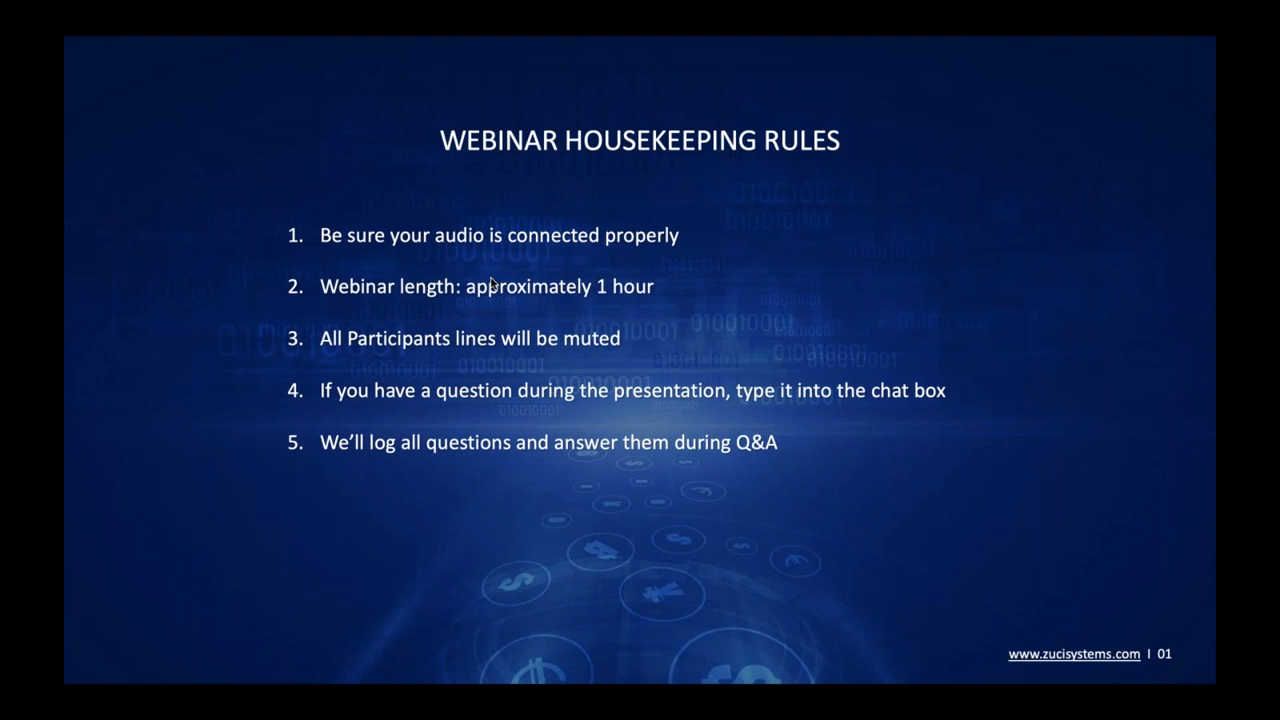 WEBINAR HOUSEKEEPING RULES
1. Be sure your audio is connected properly
2. Webinar length: approximately 1 hour
3. All Participants lines will be muted
4. If you have a question during the presentation, type it into the chat box
5. We’ll log all questions and answer them during Q&A
www.zucisystems.com I 01